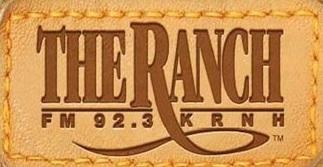 THE RANCH
FM 92.3 KRNH
TM